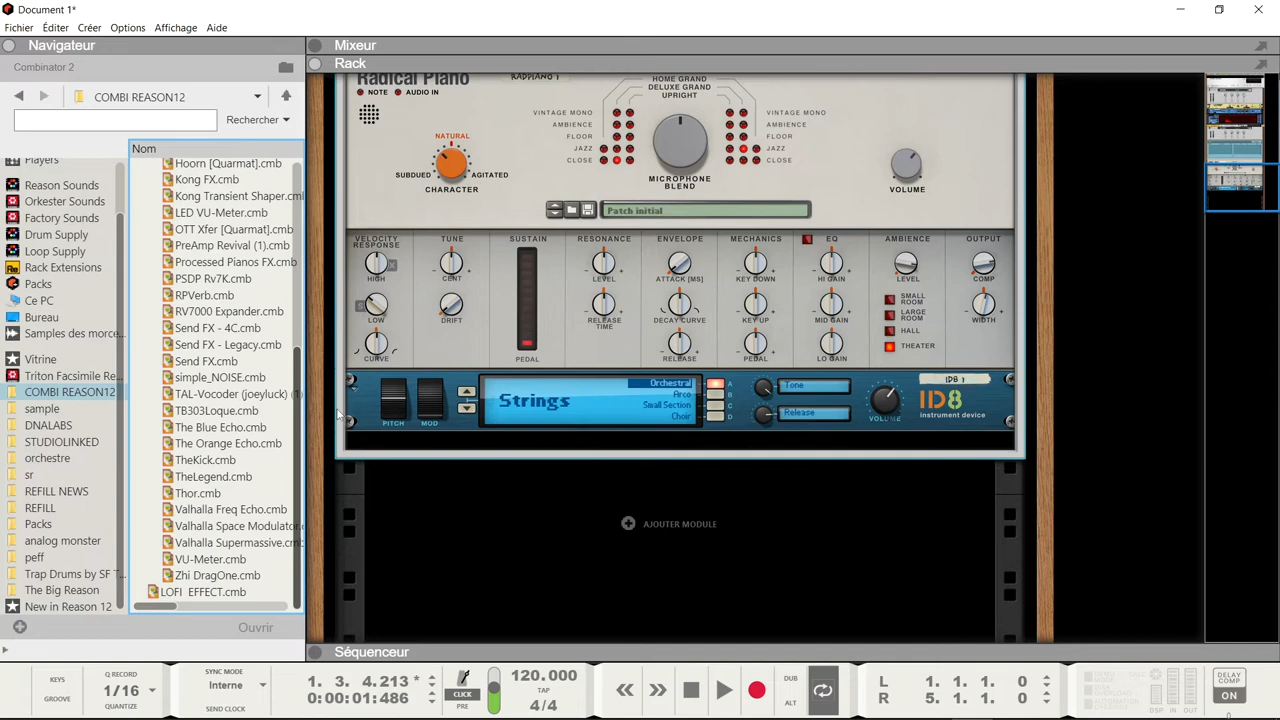 Document 1*
Fichier Éditer Créer Options Affichage Aide
Navigateur
Combinator 2
COMBI REASON12
Rechercher
Players
Reason Sounds
Orkester Sounds
Factory Sounds
Drum Supply
Loop Supply
Rack Extensions
Packs
Ce PC
Bureau
Samples des morce...
Vitrine
Triton Facsimile Re...
COMBI REASON12
sample
DNALABS
STUDIOLINKED
orchestre
sr
REFILL NEWS
REFILL
Packs
analog monster
peff
Trap Drums by SF T...
The Big Reason
New in Reason 12
Nom
Hoorn [Quarmat].cmb
Kong FX.cmb
Kong Transient Shaper.cm
LED VU-Meter.cmb
OTT Xfer [Quarmat].cmb
PreAmp Revival (1).cmb
Processed Pianos FX.cmb
PSDP Rv7K.cmb
RPVerb.cmb
RV7000 Expander.cmb
Send FX - 4C.cmb
Send FX - Legacy.cmb
Send FX.cmb
simple_NOISE.cmb
TAL-Vocoder (joeyluck) (1)
TB303Loque.cmb
The Blue Echo.cmb
The Orange Echo.cmb
TheKick.cmb
TheLegend.cmb
Thor.cmb
Valhalla Freq Echo.cmb
Valhalla Space Modulator.c
Valhalla Supermassive.cmb
VU-Meter.cmb
Zhi DragOne.cmb
LOFI EFFECT.cmb
Ouvrir
Mixeur
Rack
Radical Piano
RADPIANO 1
NOTE AUDIO IN
HOME GRAND
DELUXE GRAND
UPRIGHT
VINTAGE MONO
AMBIENCE
FLOOR
JAZZ
CLOSE
VINTAGE MONO
AMBIENCE
FLOOR
JAZZ
CLOSE
NATURAL
SUBDUED AGITATED
CHARACTER
MICROPHONE
BLEND
VOLUME
Patch initial
VELOCITY
RESPONSE
HIGH
LOW
CURVE
TUNE
CENT
DRIFT
SUSTAIN
PEDAL
RESONANCE
LEVEL
RELEASE
TIME
ENVELOPE
ATTACK [MS]
DECAY CURVE
RELEASE
MECHANICS
KEY DOWN
KEY UP
PEDAL
EQ
HI GAIN
MID GAIN
LO GAIN
AMBIENCE
LEVEL
SMALL
ROOM
LARGE
ROOM
HALL
THEATER
OUTPUT
COMP
WIDTH
PITCH MOD
Strings
Orchestral A
Arco B
Small Section C
Choir D
Tone
Release
VOLUME
ID8 1
ID8
instrument device
AJOUTER MODULE
Séquenceur
KEYS
GROOVE
Q RECORD
1/16
QUANTIZE
SYNC MODE
Interne
SEND CLOCK
1. 3. 4.213 *
0:00:01:486
CLICK
PRE
120.000
TAP
4/4
DUB
ALT
L 1. 1. 1. 0
R 5. 1. 1. 0
DSP IN OUT
DELAY
COMP
ON
0